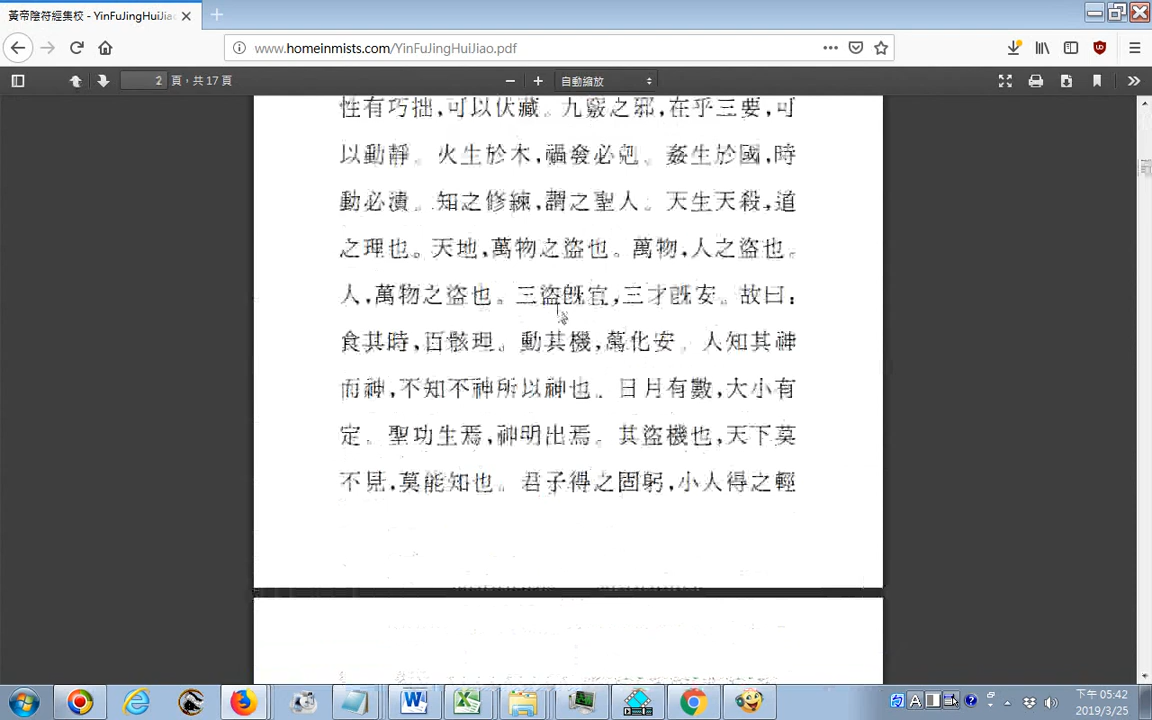 黃帝陰符經集校 - YinFuJingHuiJiao
www.homeinmists.com/YinFuJingHuiJiao.pdf
2 頁，共 17 頁
自動縮放
性有巧拙，可以伏藏。九竅之邪，在乎三要，可
以動靜。火生於木，禍發必剋。姦生於國，時
動必潰。知之修練，謂之聖人。天生天殺，道
之理也。天地，萬物之盜也。萬物，人之盜也。
人，萬物之盜也。三盜既宜，三才既安。故曰：
食其時，百骸理。動其機，萬化安。人知其神
而神，不知不神所以神也。日月有數，大小有
定。聖功生焉，神明出焉。其盜機也，天下莫
不見，莫能知也。君子得之固躬，小人得之輕
下午 05:42
2019/3/25